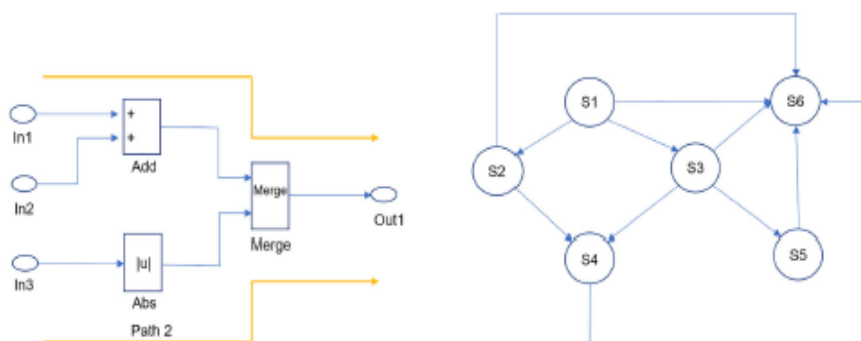 In1
+
+
Add
In2
Merge
Merge
Out1
In3
|u|
Abs
Path 2
S1
S6
S2
S3
S4
S5